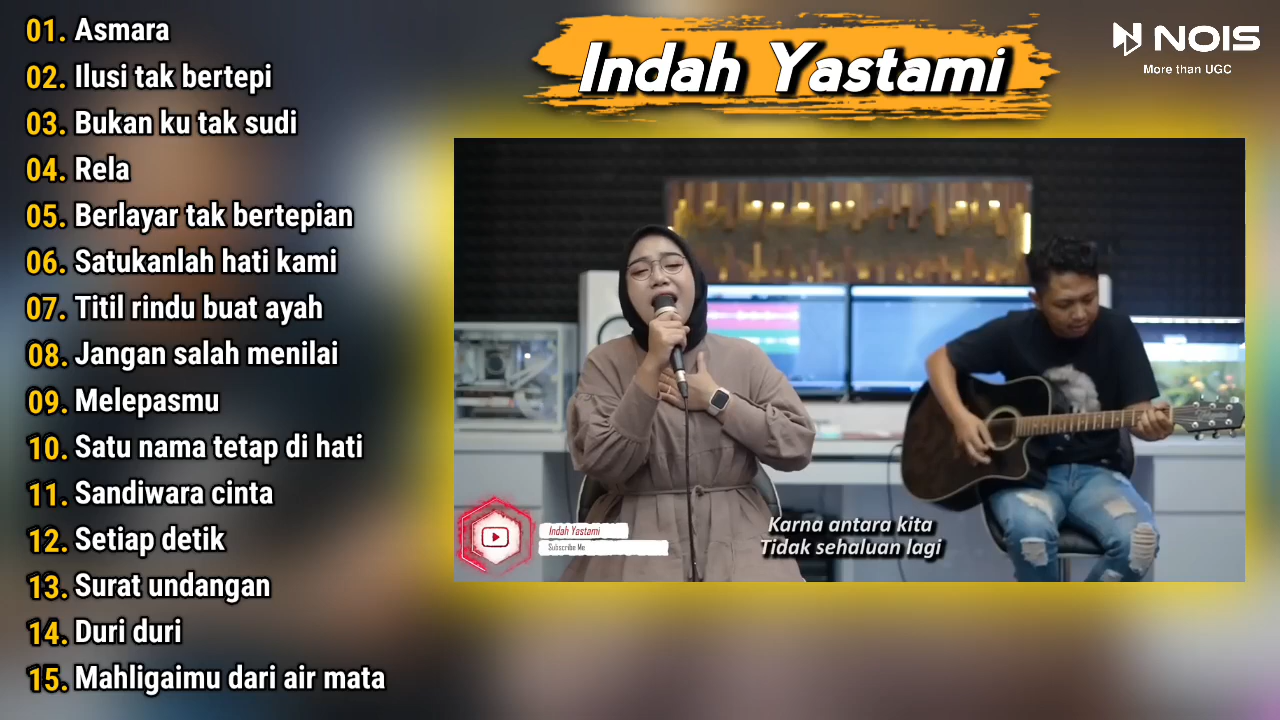 01. Asmara
02. Ilusi tak bertepi
03. Bukan ku tak sudi
04. Rela
05. Berlayar tak bertepian
06. Satukanlah hati kami
07. Titil rindu buat ayah
08. Jangan salah menilai
09. Melepasmu
10. Satu nama tetap di hati
11. Sandiwara cinta
12. Setiap detik
13. Surat undangan
14. Duri duri
15. Mahligaimu dari air mata
Indah Yastami
NOIS
More than UGC
Indah Yastami
Subscribe Me
Karna antara kita
Tidak sehaluan lagi